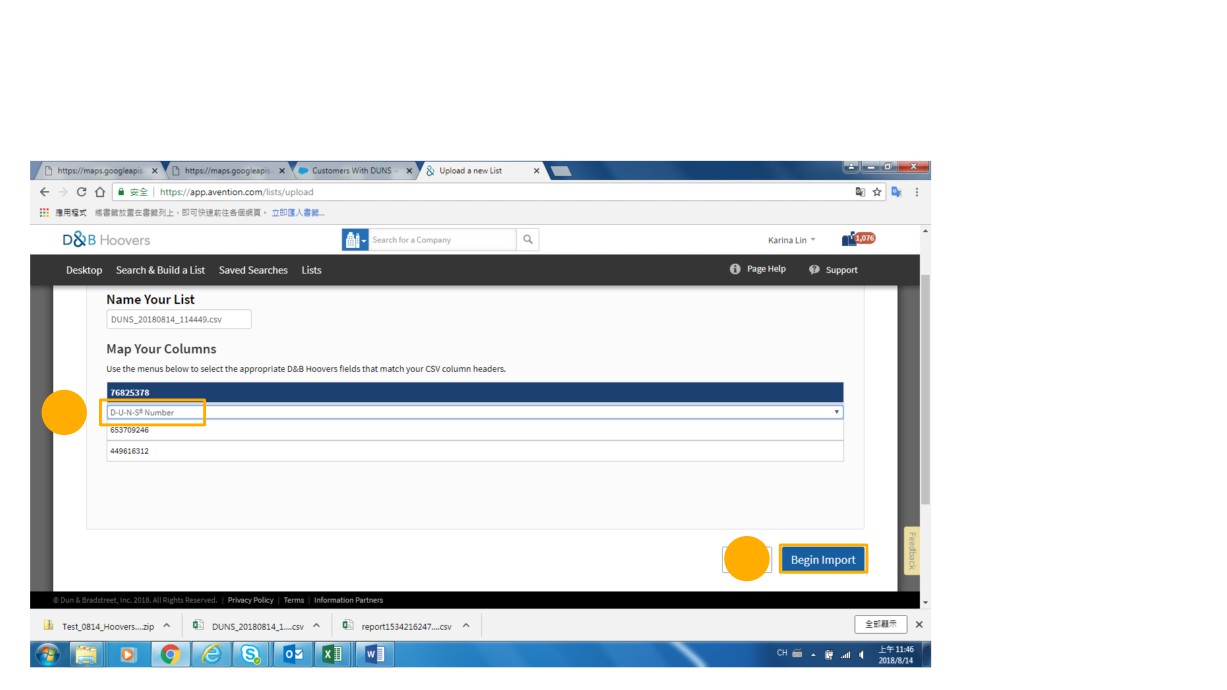 https://maps.googleapis https://maps.googleapis Customers With DUNS – Upload a new List
安全 | https://app.avention.com/lists/upload
應用程式 將書籤放置在書籤列上，即可快速前往各個網頁。 立即匯入書籤...
D&B Hoovers Search for a Company Karina Lin 1,076
Desktop Search & Build a List Saved Searches Lists Page Help Support
Name Your List
DUNS_20180814_114449.csv
Map Your Columns
Use the menus below to select the appropriate D&B Hoovers fields that match your CSV column headers.
76825378
D-U-N-S® Number
653709246
449616312
Begin Import
Feedback
© Dun & Bradstreet, Inc. 2018. All Rights Reserved. | Privacy Policy | Terms | Information Partners
Test_0814_Hoovers....zip DUNS_20180814_1....csv report1534216247....csv 全部顯示
CH 上午 11:46
2018/8/14